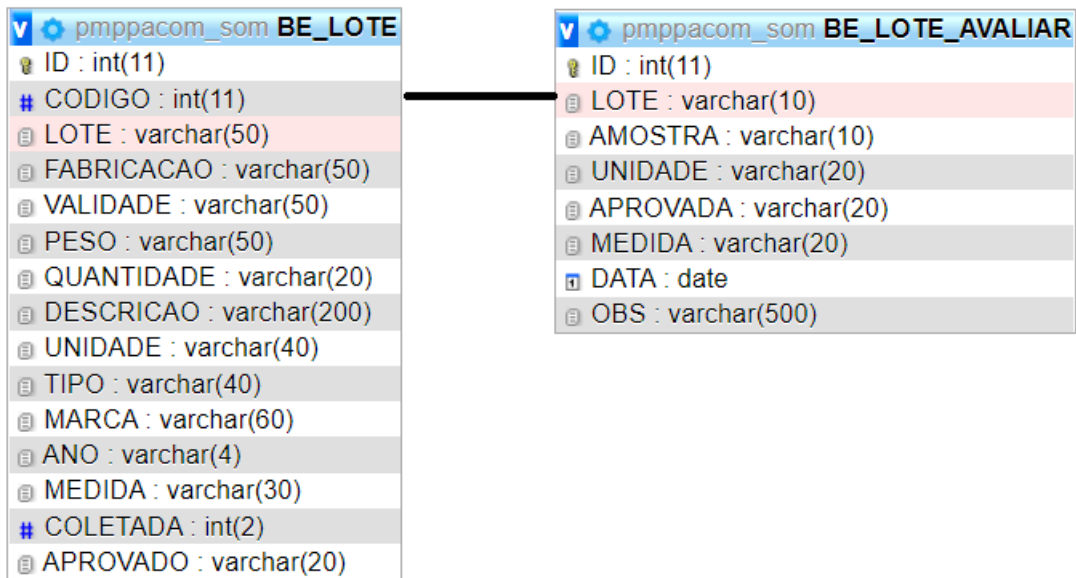 v pmppacom_som BE_LOTE
ID : int(11)
# CODIGO : int(11)
LOTE : varchar(50)
FABRICACAO : varchar(50)
VALIDADE : varchar(50)
PESO : varchar(50)
QUANTIDADE : varchar(20)
DESCRICAO : varchar(200)
UNIDADE : varchar(40)
TIPO : varchar(40)
MARCA : varchar(60)
ANO : varchar(4)
MEDIDA : varchar(30)
# COLETADA : int(2)
APROVADO : varchar(20)
v pmppacom_som BE_LOTE_AVALIAR
ID : int(11)
LOTE : varchar(10)
AMOSTRA : varchar(10)
UNIDADE : varchar(20)
APROVADA : varchar(20)
MEDIDA : varchar(20)
DATA : date
OBS : varchar(500)